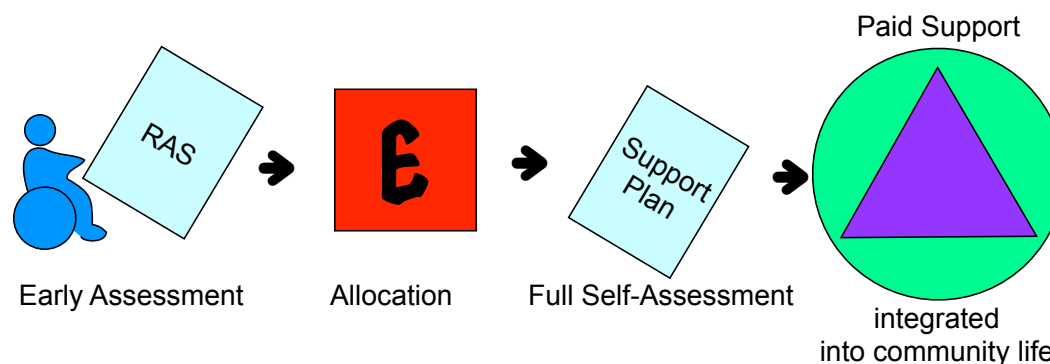 Paid Support
RAS
£
Support
Plan
Early Assessment
Allocation
Full Self-Assessment
integrated
into community life